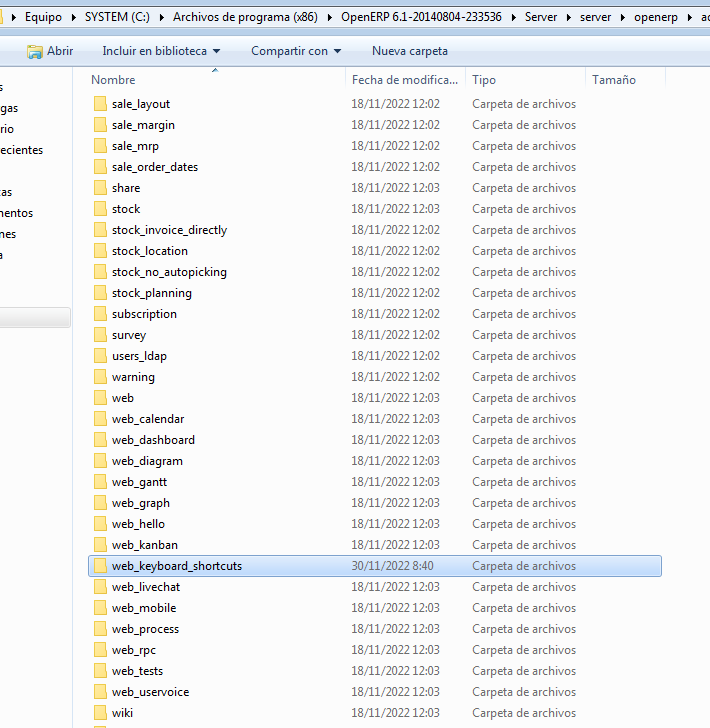 Equipo SYSTEM (C:) Archivos de programa (x86) OpenERP 6.1-20140804-233536 Server server openerp
Abrir Incluir en biblioteca Compartir con Nueva carpeta
Nombre Fecha de modifica... Tipo Tamaño
sale_layout 18/11/2022 12:02 Carpeta de archivos
sale_margin 18/11/2022 12:02 Carpeta de archivos
sale_mrp 18/11/2022 12:02 Carpeta de archivos
sale_order_dates 18/11/2022 12:02 Carpeta de archivos
share 18/11/2022 12:03 Carpeta de archivos
stock 18/11/2022 12:03 Carpeta de archivos
stock_invoice_directly 18/11/2022 12:02 Carpeta de archivos
stock_location 18/11/2022 12:02 Carpeta de archivos
stock_no_autopicking 18/11/2022 12:02 Carpeta de archivos
stock_planning 18/11/2022 12:02 Carpeta de archivos
subscription 18/11/2022 12:02 Carpeta de archivos
survey 18/11/2022 12:02 Carpeta de archivos
users_ldap 18/11/2022 12:02 Carpeta de archivos
warning 18/11/2022 12:02 Carpeta de archivos
web 18/11/2022 12:03 Carpeta de archivos
web_calendar 18/11/2022 12:03 Carpeta de archivos
web_dashboard 18/11/2022 12:03 Carpeta de archivos
web_diagram 18/11/2022 12:03 Carpeta de archivos
web_gantt 18/11/2022 12:03 Carpeta de archivos
web_graph 18/11/2022 12:03 Carpeta de archivos
web_hello 18/11/2022 12:03 Carpeta de archivos
web_kanban 18/11/2022 12:03 Carpeta de archivos
web_keyboard_shortcuts 30/11/2022 8:40 Carpeta de archivos
web_livechat 18/11/2022 12:03 Carpeta de archivos
web_mobile 18/11/2022 12:03 Carpeta de archivos
web_process 18/11/2022 12:03 Carpeta de archivos
web_rpc 18/11/2022 12:03 Carpeta de archivos
web_tests 18/11/2022 12:03 Carpeta de archivos
web_uservoice 18/11/2022 12:03 Carpeta de archivos
wiki 18/11/2022 12:03 Carpeta de archivos